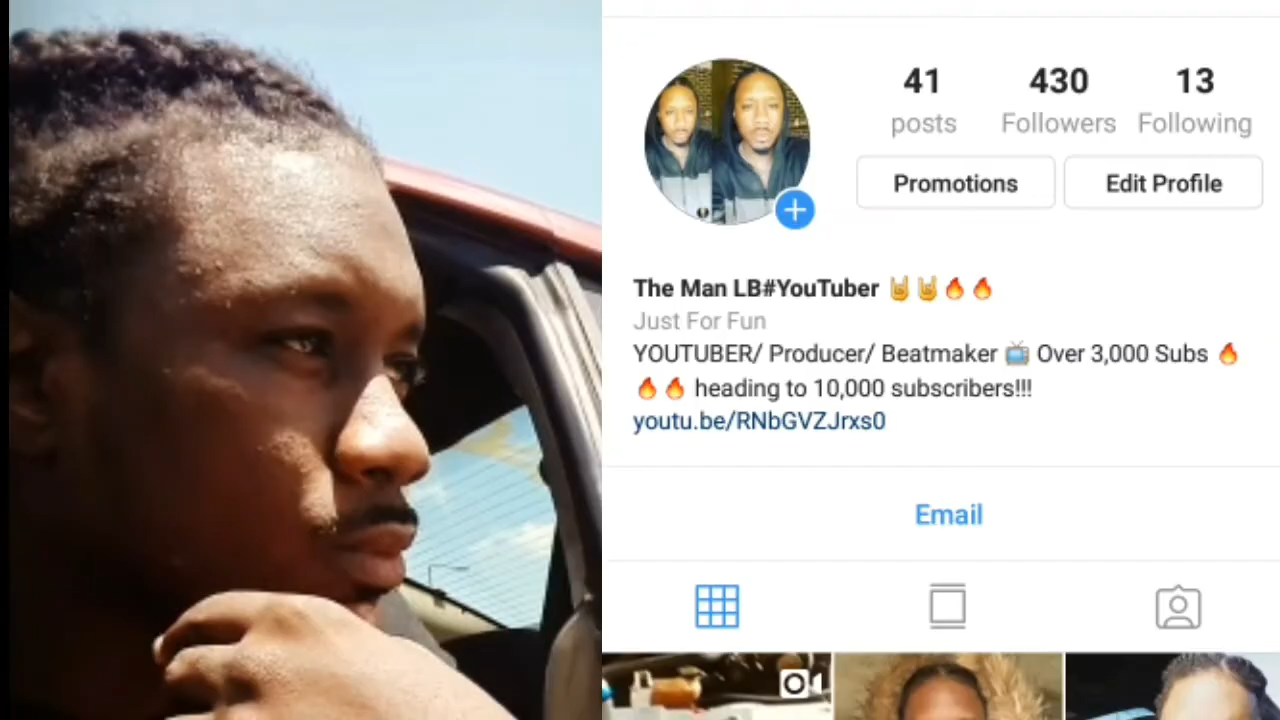 41 430 13
posts Followers Following
Promotions Edit Profile
The Man LB#YouTuber 🤘🤘🔥🔥
Just For Fun
YOUTUBER/ Producer/ Beatmaker 📺 Over 3,000 Subs 🔥
🔥🔥 heading to 10,000 subscribers!!!
youtu.be/RNbGVZJrxs0
Email